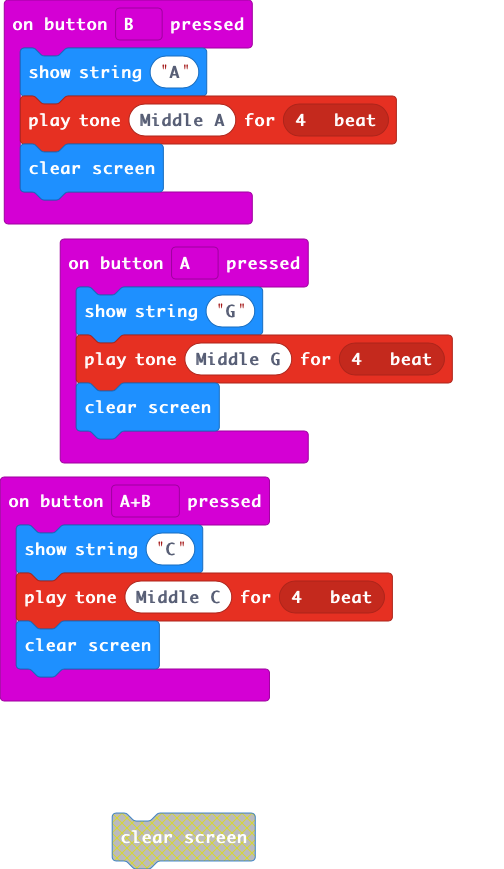 on button B pressed
show string "A"
play tone Middle A for 4 beat
clear screen
on button A pressed
show string "G"
play tone Middle G for 4 beat
clear screen
on button A+B pressed
show string "C"
play tone Middle C for 4 beat
clear screen
clear screen